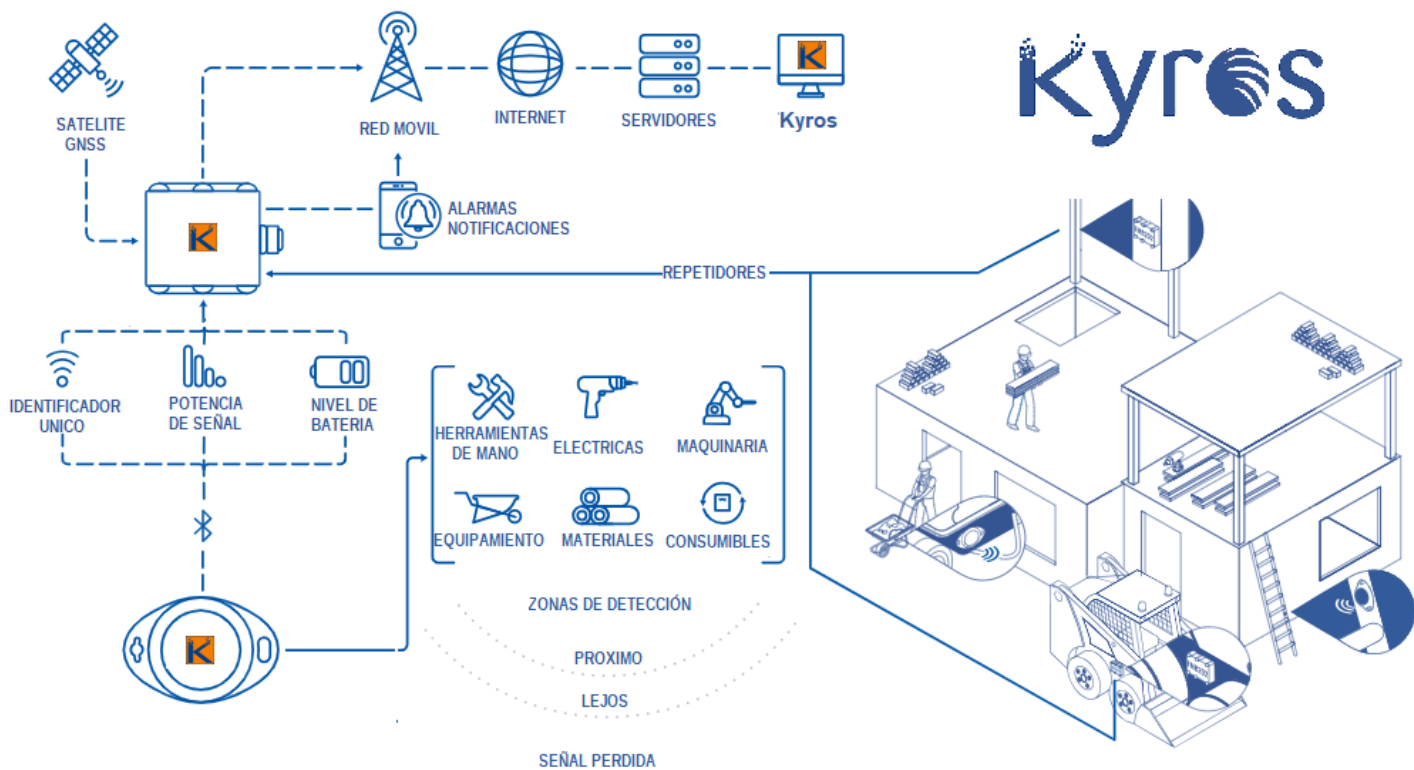 Kyros
SATELITE
GNSS
RED MOVIL
INTERNET
SERVIDORES
Kyros
ALARMAS
NOTIFICACIONES
REPETIDORES
IDENTIFICADOR
UNICO
POTENCIA
DE SEÑAL
NIVEL DE
BATERIA
HERRAMIENTAS
DE MANO
ELECTRICAS
MAQUINARIA
EQUIPAMIENTO
MATERIALES
CONSUMIBLES
ZONAS DE DETECCIÓN
PROXIMO
LEJOS
SEÑAL PERDIDA